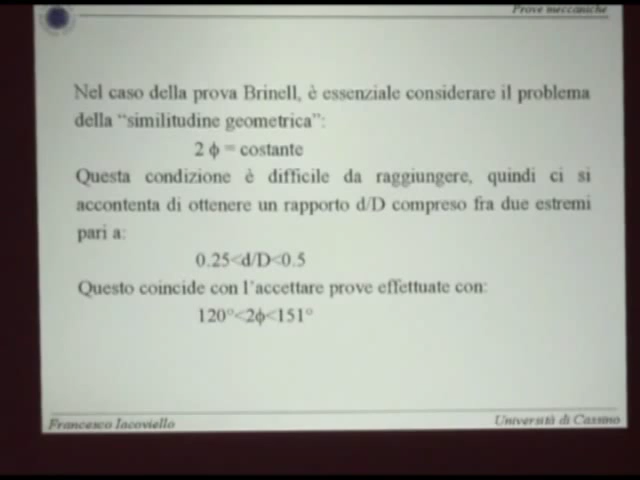 Prove meccaniche
Nel caso della prova Brinell, è essenziale considerare il problema
della “similitudine geometrica”:
2 ϕ = costante
Questa condizione è difficile da raggiungere, quindi ci si
accontenta di ottenere un rapporto d/D compreso fra due estremi
pari a:
0.25<d/D<0.5
Questo coincide con l’accettare prove effettuate con:
120°<2ϕ<151°
Francesco Iacoviello
Università di Cassino